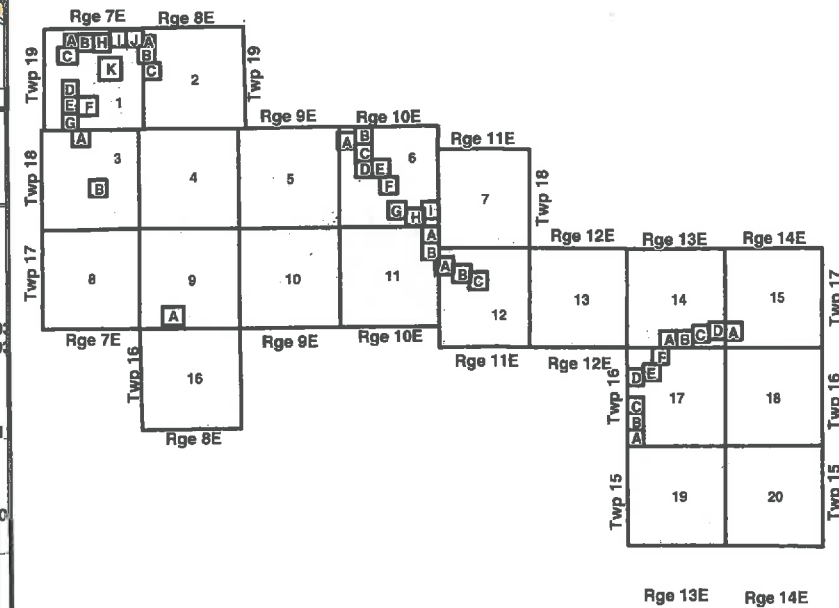 Rge 7E Rge 8E
Twp 19
A B H I J A
C B
K C
2
Twp 19
D
E F 1
G
Rge 9E Rge 10E
A
Twp 18
3
B
4
5
A B
C
D E
F
6
G H I
Rge 11E
7
Twp 18
Twp 17
8
9
A
10
11
A
B
A B C
12
Rge 12E Rge 13E Rge 14E
13
14
15
Twp 17
A B C D A
Rge 7E
Twp 16
Rge 9E Rge 10E
Rge 11E Rge 12E
16
Rge 8E
Twp 16
F
D E
17
C
B
A
18
Twp 16
Twp 15
19
20
Twp 15
Rge 13E Rge 14E